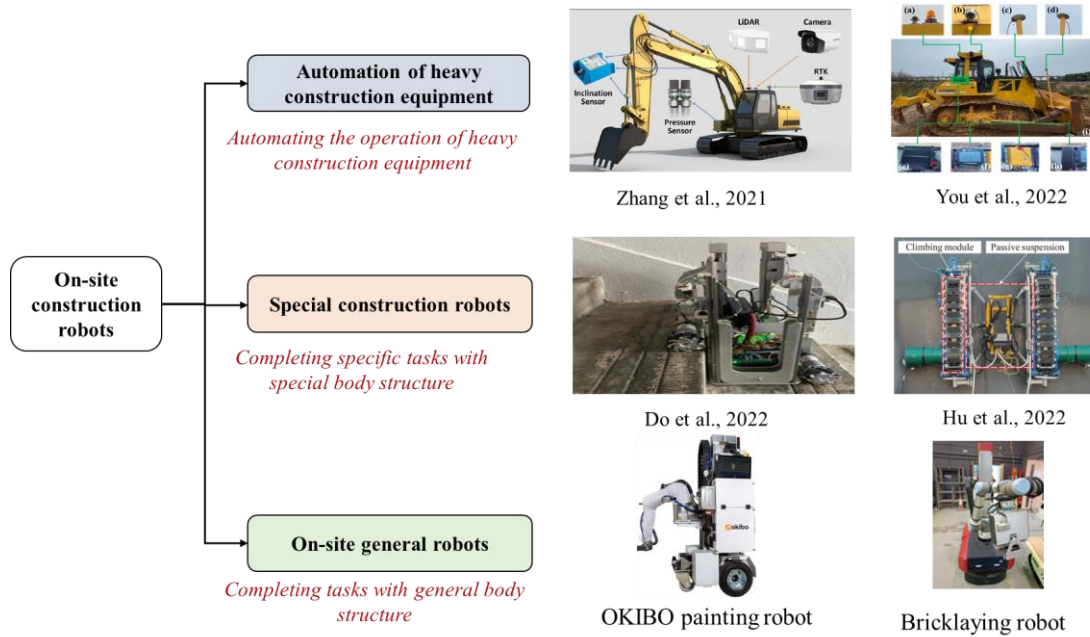 Automation of heavy
construction equipment
Automating the operation of heavy
construction equipment
LiDAR
Camera
Inclination
Sensor
Pressure
Sensor
RTK
Zhang et al., 2021
(a)
(b)
(c)
(d)
(e)
(f)
(g)
(h)
You et al., 2022
On-site
construction
robots
Special construction robots
Completing specific tasks with
special body structure
Do et al., 2022
Climbing module
Passive suspension
Hu et al., 2022
On-site general robots
Completing tasks with general body
structure
okibo
OKIBO painting robot
Bricklaying robot